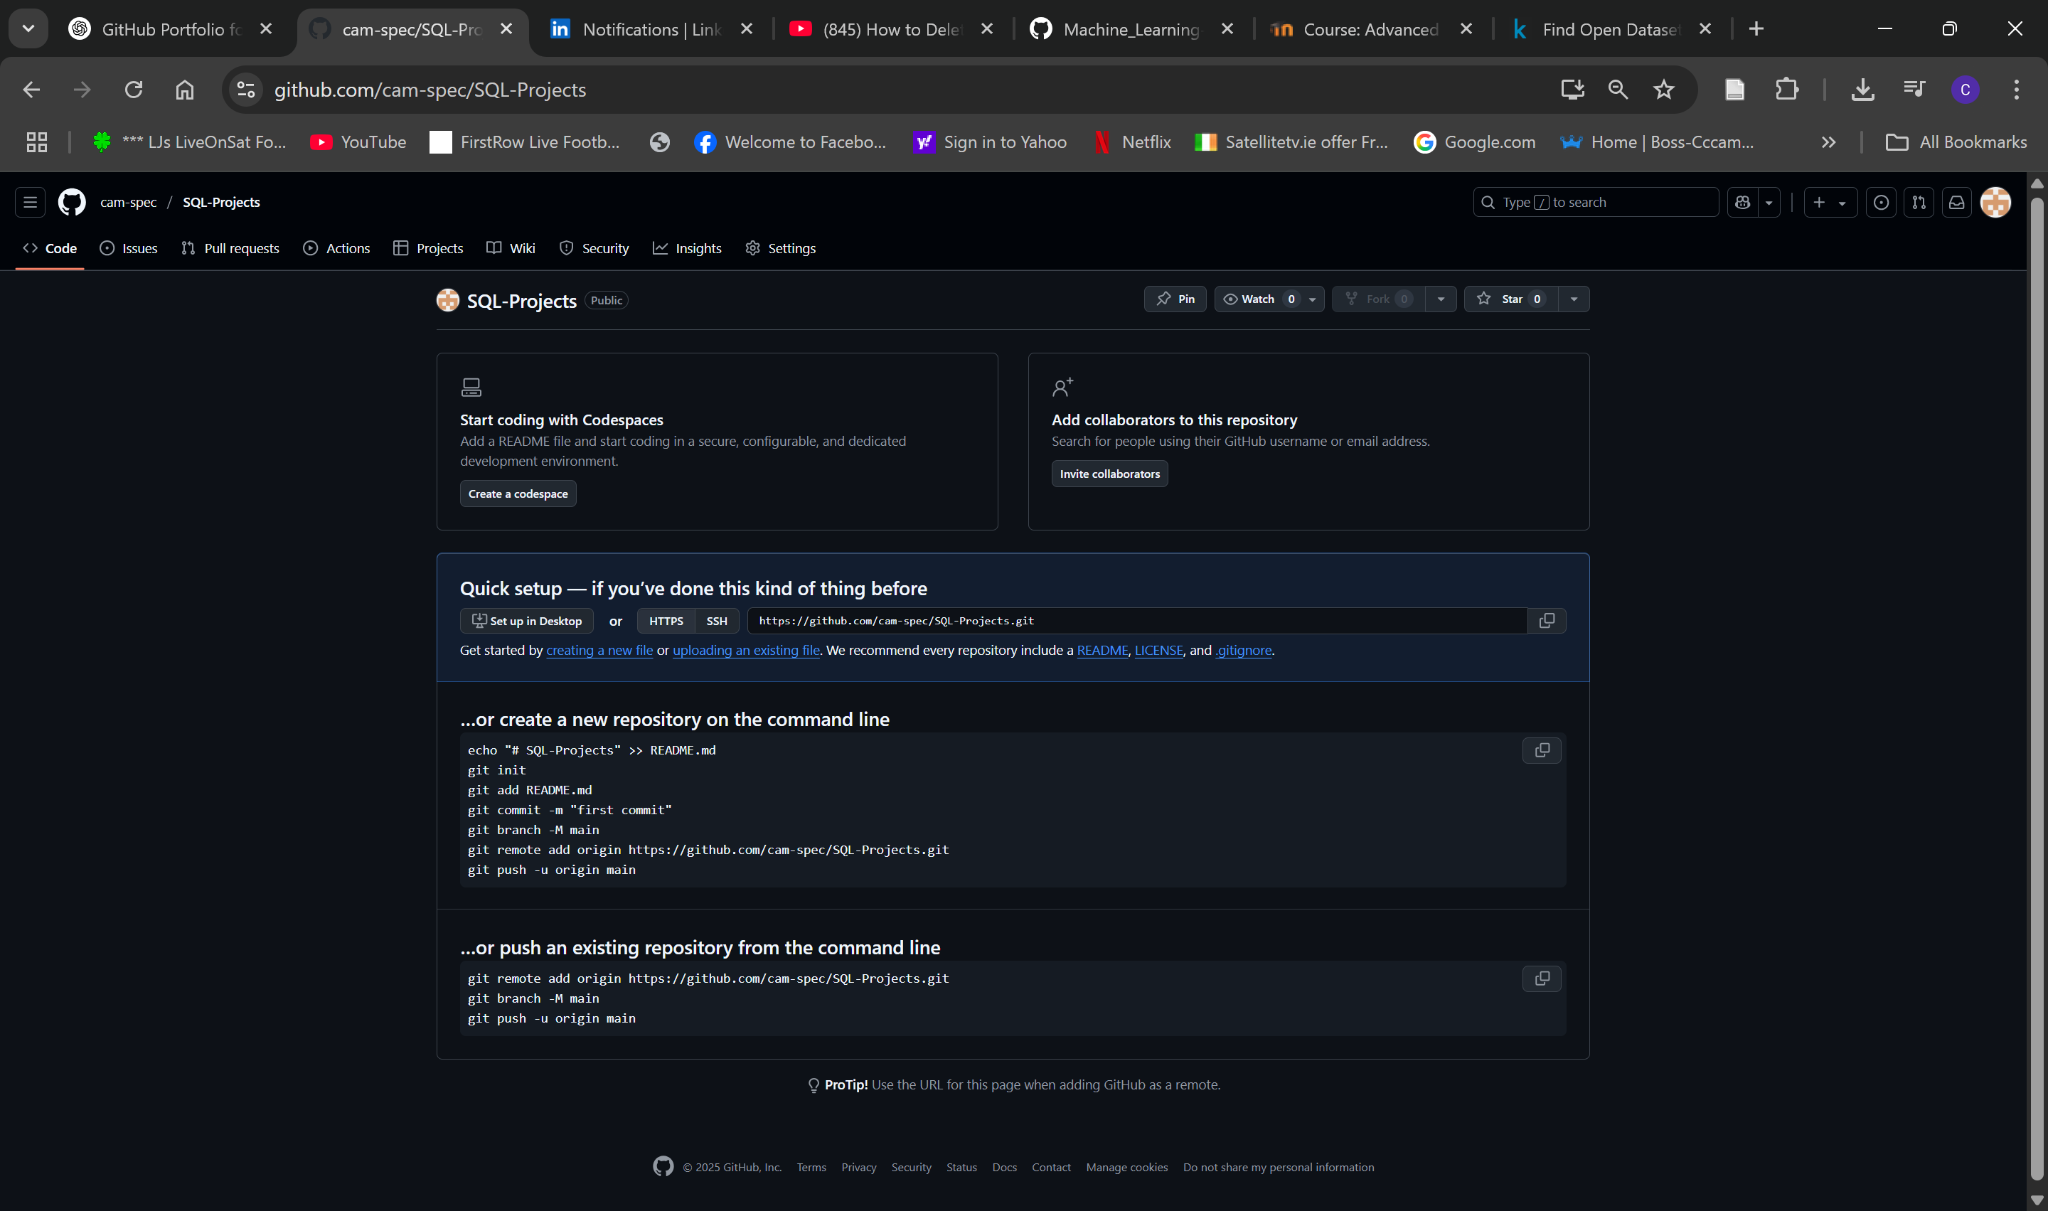 GitHub Portfolio fo
cam-spec/SQL-Pro
Notifications | Link
(845) How to Delet
Machine_Learning
Course: Advanced
Find Open Dataset
github.com/cam-spec/SQL-Projects
C
*** LJs LiveOnSat Fo...
YouTube
FirstRow Live Footb...
Welcome to Facebo...
Sign in to Yahoo
Netflix
Satellitetv.ie offer Fr...
Google.com
Home | Boss-Cccam...
All Bookmarks
cam-spec / SQL-Projects
Type / to search
Code
Issues
Pull requests
Actions
Projects
Wiki
Security
Insights
Settings
SQL-Projects Public
Pin
Watch 0
Fork 0
Star 0
Start coding with Codespaces
Add a README file and start coding in a secure, configurable, and dedicated
development environment.
Create a codespace
Add collaborators to this repository
Search for people using their GitHub username or email address.
Invite collaborators
Quick setup — if you’ve done this kind of thing before
Set up in Desktop or HTTPS SSH https://github.com/cam-spec/SQL-Projects.git
Get started by creating a new file or uploading an existing file. We recommend every repository include a README, LICENSE, and .gitignore.
…or create a new repository on the command line
echo "# SQL-Projects" >> README.md
git init
git add README.md
git commit -m "first commit"
git branch -M main
git remote add origin https://github.com/cam-spec/SQL-Projects.git
git push -u origin main
…or push an existing repository from the command line
git remote add origin https://github.com/cam-spec/SQL-Projects.git
git branch -M main
git push -u origin main
ProTip! Use the URL for this page when adding GitHub as a remote.
© 2025 GitHub, Inc. Terms Privacy Security Status Docs Contact Manage cookies Do not share my personal information